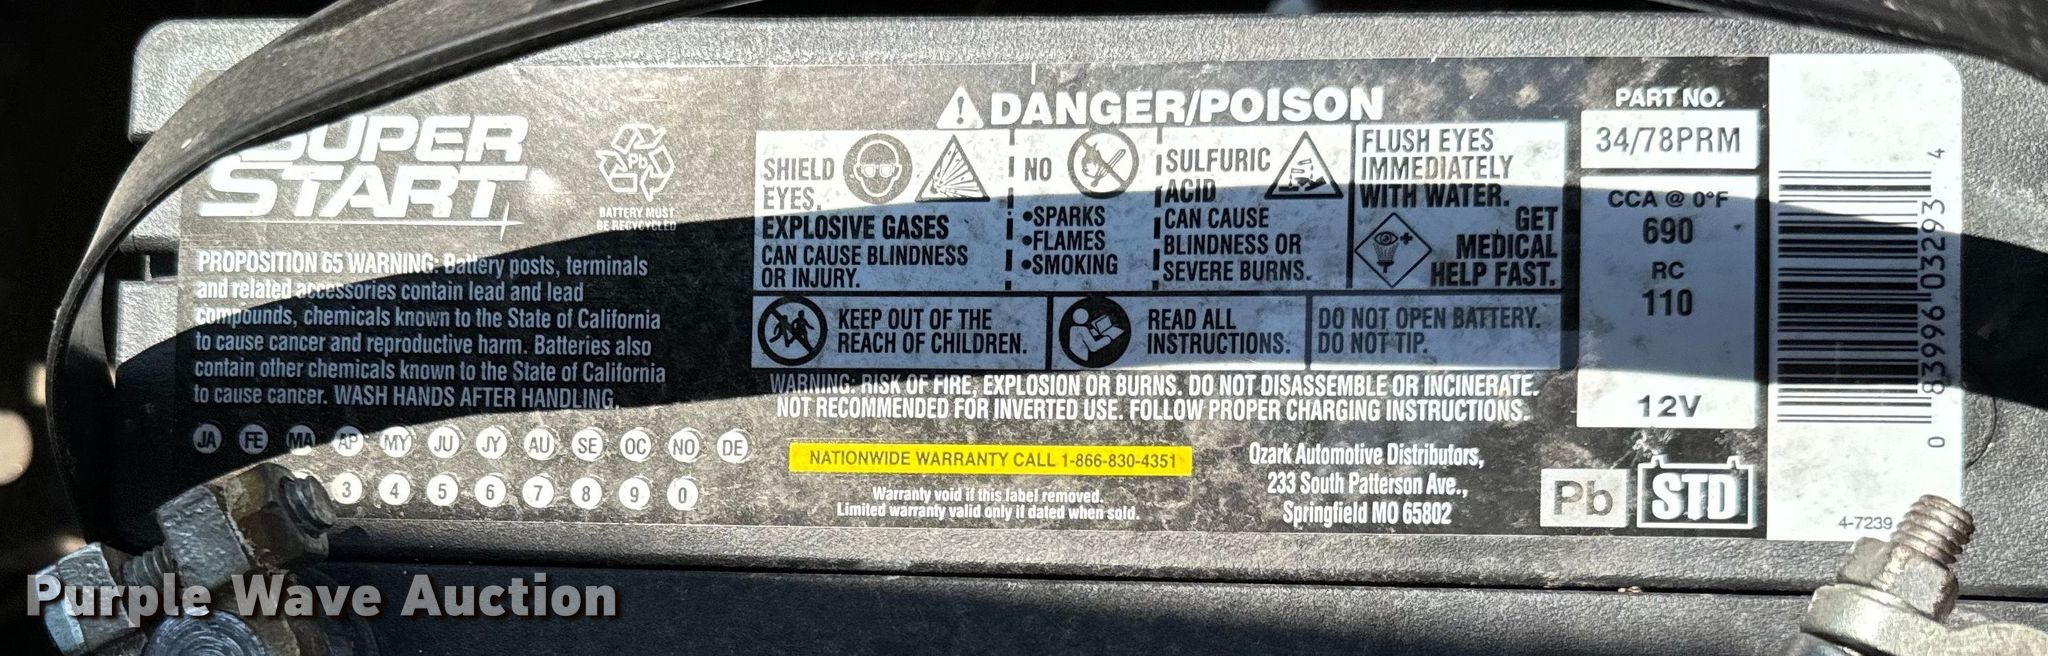 SUPER
START
Pb
BATTERY MUST
BE RECYCYCLED
PROPOSITION 65 WARNING: Battery posts, terminals
and related accessories contain lead and lead
compounds, chemicals known to the State of California
to cause cancer and reproductive harm. Batteries also
contain other chemicals known to the State of California
to cause cancer. WASH HANDS AFTER HANDLING.
JA FE MA AP MY JU JY AU SE OC NO DE
3 4 5 6 7 8 9 0
DANGER/POISON
SHIELD
EYES.
EXPLOSIVE GASES
CAN CAUSE BLINDNESS
OR INJURY.
NO
•SPARKS
•FLAMES
•SMOKING
SULFURIC
ACID
CAN CAUSE
BLINDNESS OR
SEVERE BURNS.
FLUSH EYES
IMMEDIATELY
WITH WATER.
GET
MEDICAL
HELP FAST.
KEEP OUT OF THE
REACH OF CHILDREN.
READ ALL
INSTRUCTIONS.
DO NOT OPEN BATTERY.
DO NOT TIP.
WARNING: RISK OF FIRE, EXPLOSION OR BURNS. DO NOT DISASSEMBLE OR INCINERATE.
NOT RECOMMENDED FOR INVERTED USE. FOLLOW PROPER CHARGING INSTRUCTIONS.
NATIONWIDE WARRANTY CALL 1-866-830-4351
Warranty void if this label removed.
Limited warranty valid only if dated when sold.
Ozark Automotive Distributors,
233 South Patterson Ave.,
Springfield MO 65802
PART NO.
34/78PRM
CCA @ 0°F
690
RC
110
12V
Pb
STD
0 839996 03293 4
4-7239
Purple Wave Auction